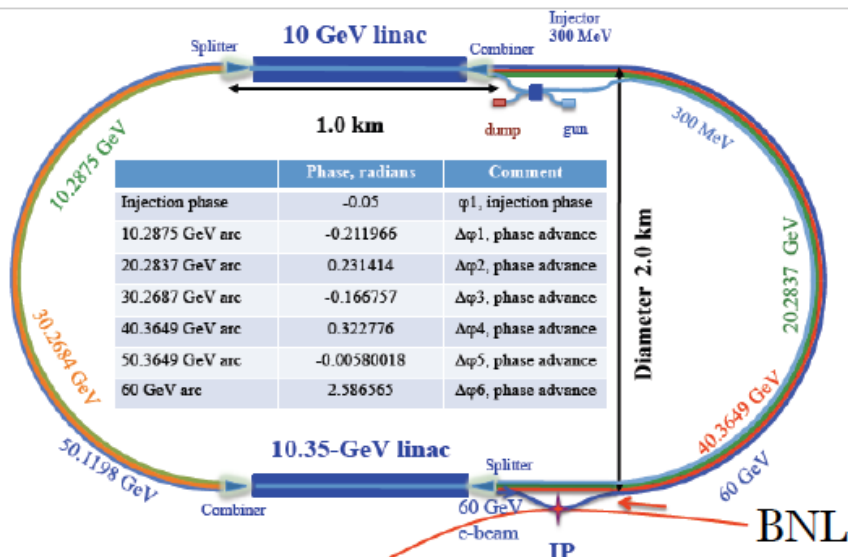 Injector
300 MeV
10 GeV linac
Splitter
Combiner
1.0 km
dump
gun
300 MeV
10.2875 GeV
Phase, radians
Comment
Injection phase
-0.05
φ1, injection phase
10.2875 GeV arc
-0.211966
Δφ1, phase advance
20.2837 GeV arc
0.231414
Δφ2, phase advance
30.2687 GeV arc
-0.166757
Δφ3, phase advance
40.3649 GeV arc
0.322776
Δφ4, phase advance
50.3649 GeV arc
-0.00580018
Δφ5, phase advance
60 GeV arc
2.586565
Δφ6, phase advance
Diameter 2.0 km
20.2837 GeV
30.2684 GeV
40.3649 GeV
50.1198 GeV
60 GeV
10.35-GeV linac
Splitter
Combiner
60 GeV
e-beam
IP
BNL